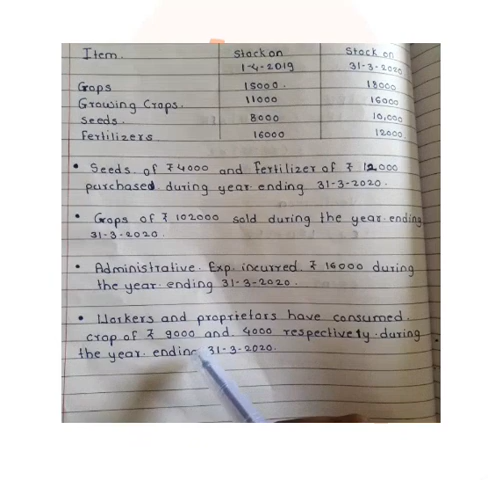 Item. Stock on Stock on
1-4-2019 31-3-2020
Crops 15000. 18000
Growing Crops. 11000 16000
Seeds. 8000 10,000
Fertilizers 16000 12000
• Seeds of ₹4000 and Fertilizer of ₹ 12000
purchased during year ending 31-3-2020.
• Crops of ₹ 102000 sold during the year ending
31-3-2020.
• Administrative. Exp. incurred. ₹ 16000 during
the year ending 31-3-2020.
• Workers and proprietors have consumed.
crop of ₹ 9000 and 4000 respectively during
the year ending 31-3-2020.